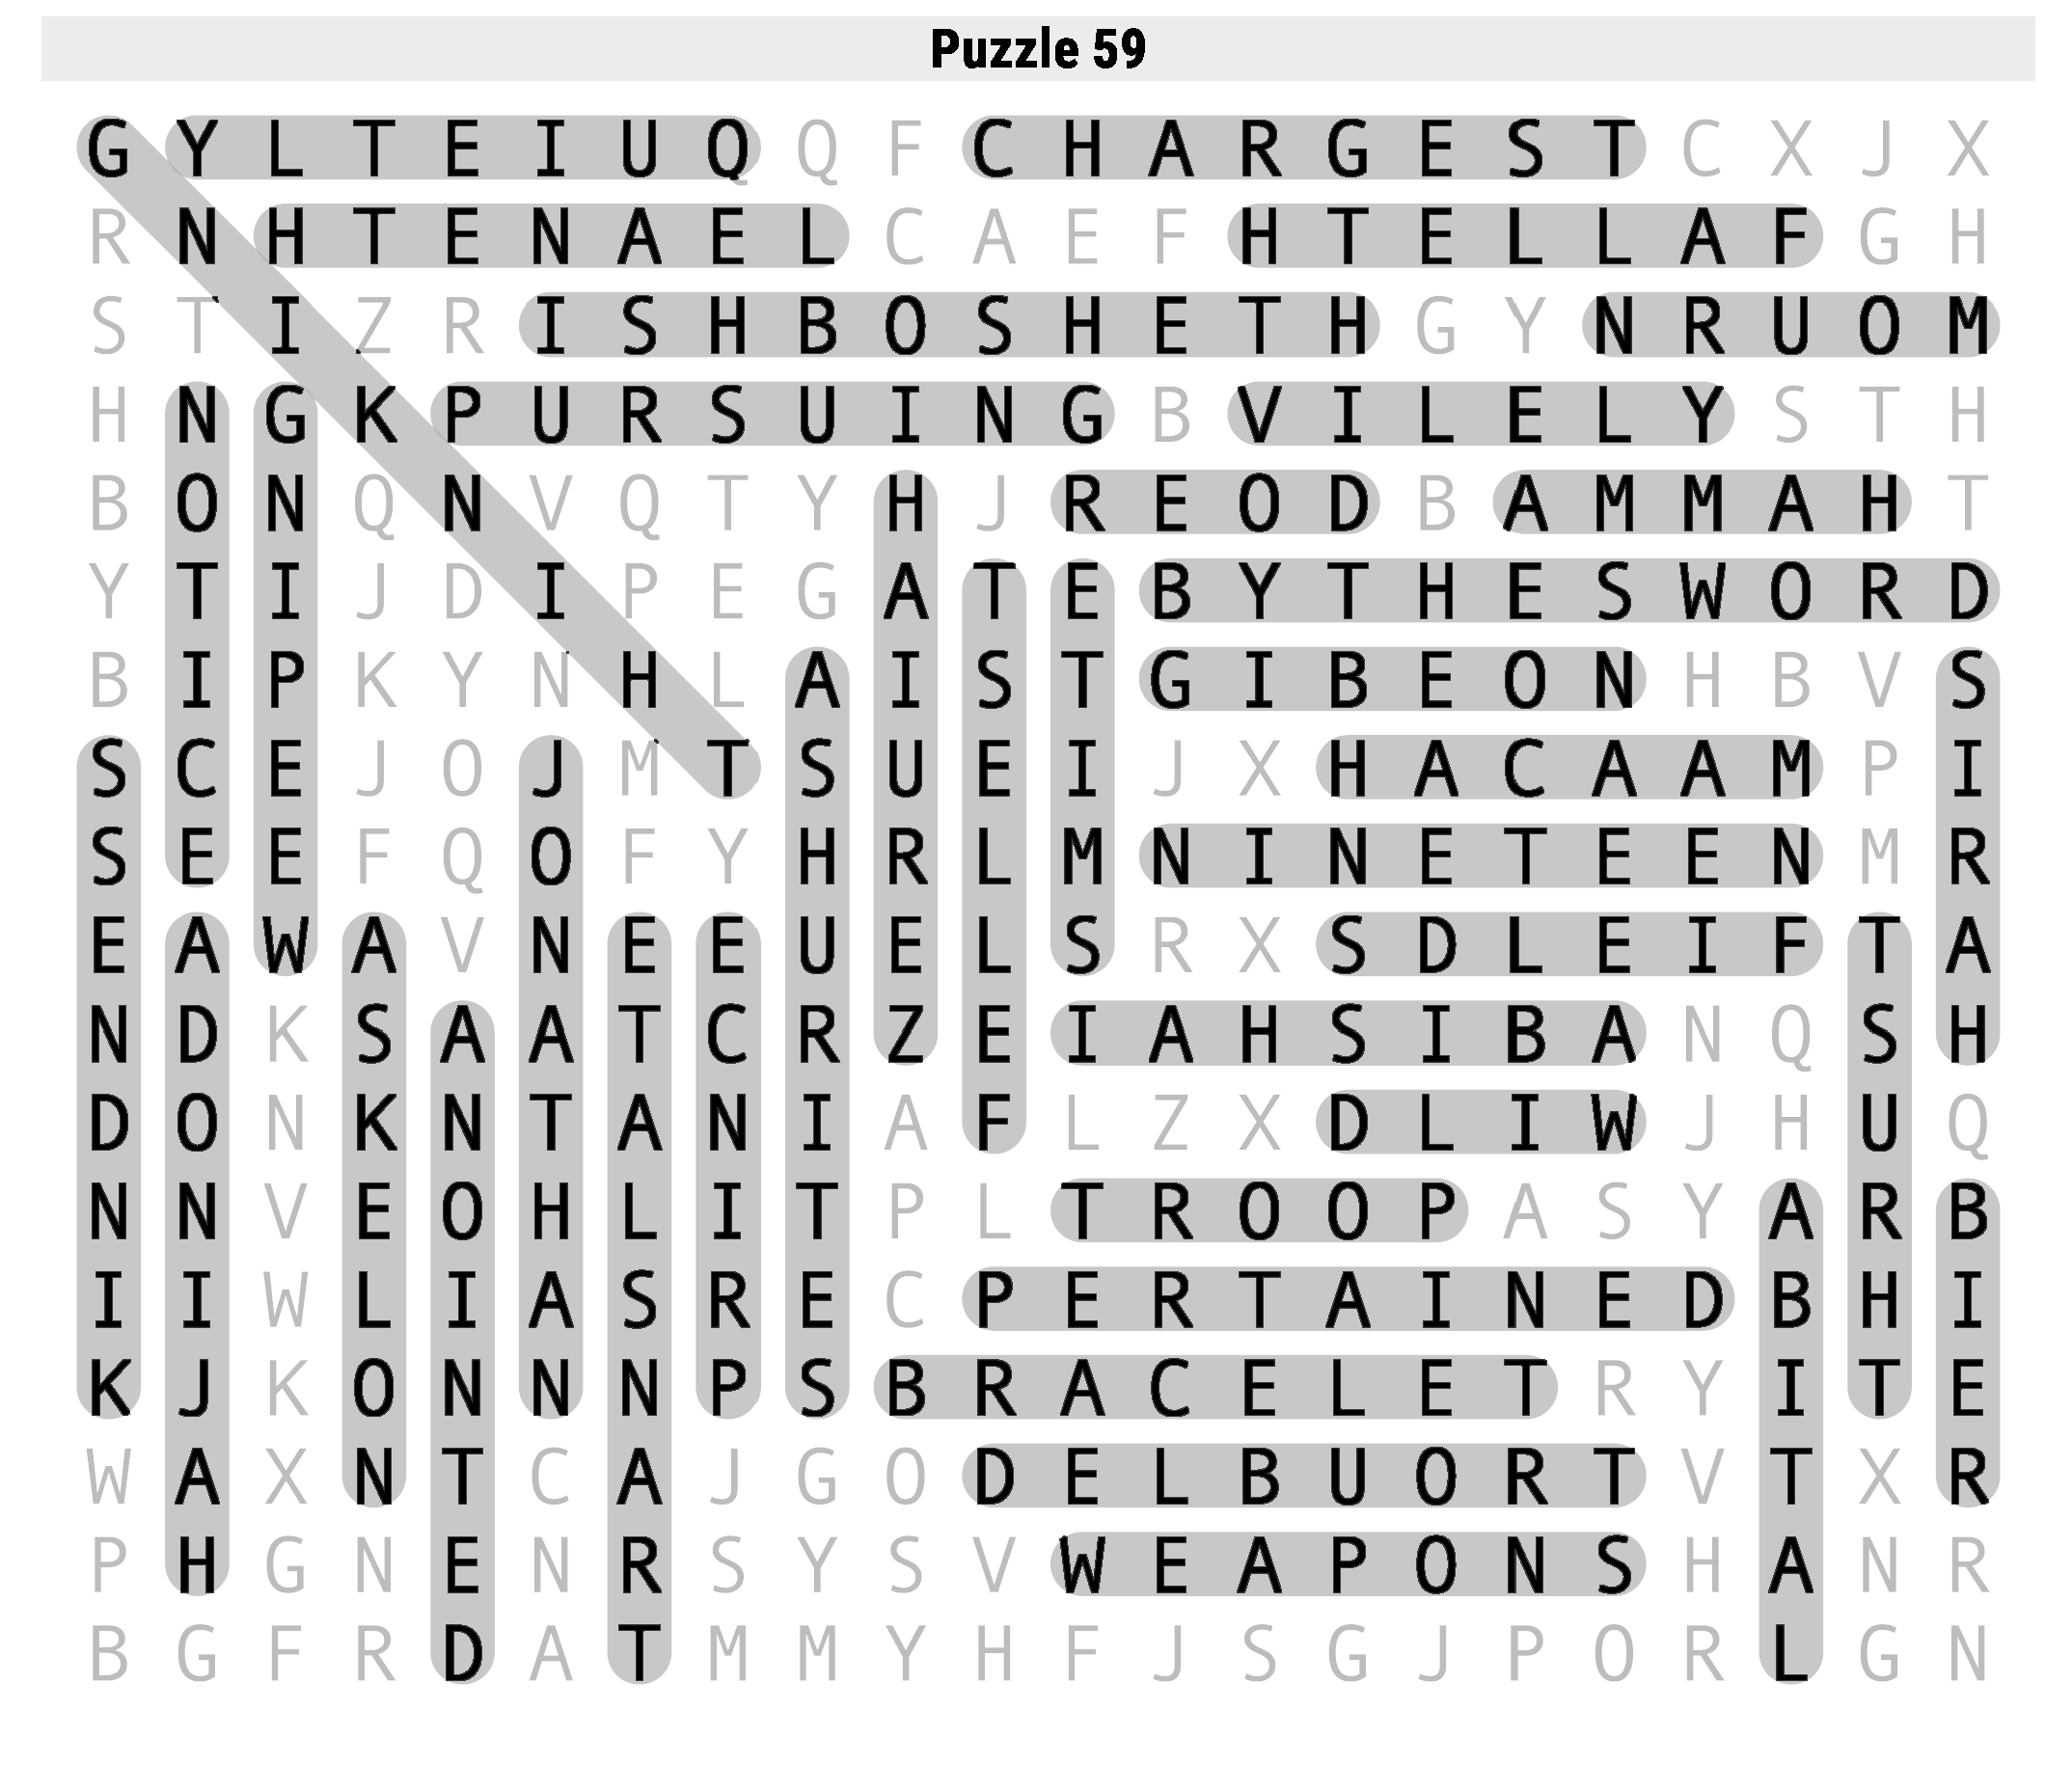 Puzzle 59
G Y L T E I U Q Q F C H A R G E S T C X J X
R N H T E N A E L C A E F H T E L L A F G H
S T I Z R I S H B O S H E T H G Y N R U O M
H N G K P U R S U I N G B V I L E L Y S T H
B O N Q N V Q T Y H J R E O D B A M M A H T
Y T I J D I P E G A T E B Y T H E S W O R D
B I P K Y N H L A I S T G I B E O N H B V S
S C E J O J M T S U E I J X H A C A A M P I
S E E F Q O F Y H R L M N I N E T E E N M R
E A W A V N E E U E L S R X S D L E I F T A
N D K S A A T C R Z E I A H S I B A N Q S H
D O N K N T A N I A F L Z X D L I W J H U Q
N N V E O H L I T P L T R O O P A S Y A R B
I I W L I A S R E C P E R T A I N E D B H I
K J K O N N N P S B R A C E L E T R Y I T E
W A X N T C A J G O D E L B U O R T V T X R
P H G N E N R S Y S V W E A P O N S H A N R
B G F R D A T M M Y H F J S G J P O R L G N